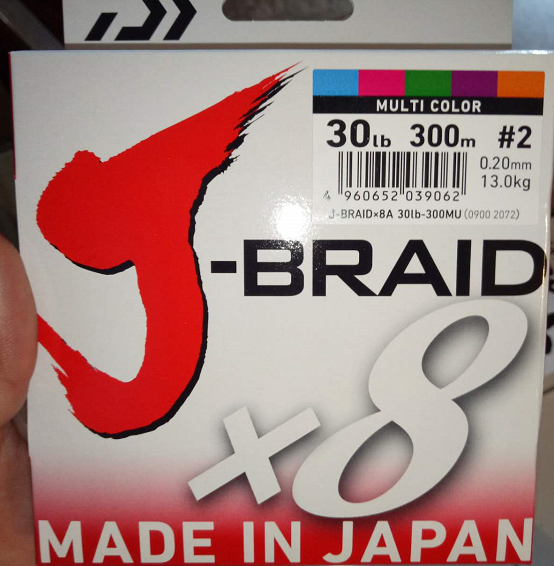 MULTI COLOR
30lb 300m #2
0.20mm
13.0kg
4 960652 039062
J-BRAID×8A 30lb-300MU (0900 2072)
J-BRAID
×8
MADE IN JAPAN